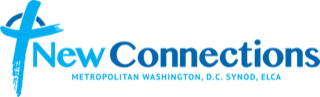 New Connections
METROPOLITAN WASHINGTON, D.C. SYNOD, ELCA